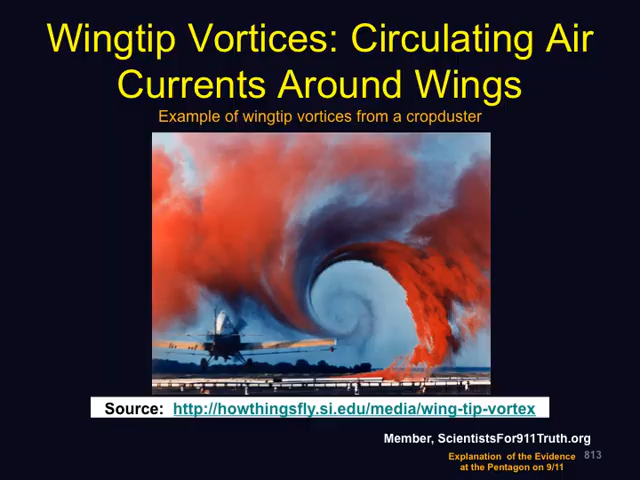 Wingtip Vortices: Circulating Air
Currents Around Wings
Example of wingtip vortices from a cropduster
Source: http://howthingsfly.si.edu/media/wing-tip-vortex
Member, ScientistsFor911Truth.org
Explanation of the Evidence 813
at the Pentagon on 9/11